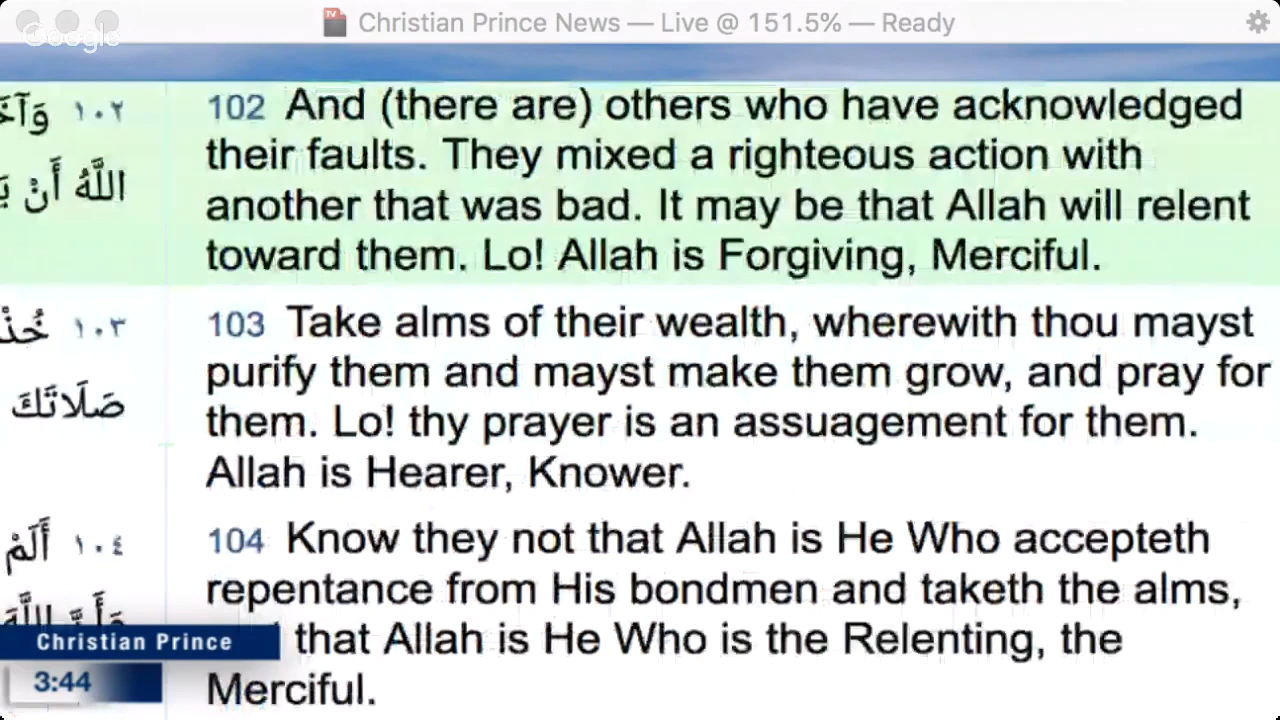 Christian Prince News — Live @ 151.5% — Ready
Google
102 And (there are) others who have acknowledged
their faults. They mixed a righteous action with
another that was bad. It may be that Allah will relent
toward them. Lo! Allah is Forgiving, Merciful.
١٠٢
اللَّهُ أَنْ
103 Take alms of their wealth, wherewith thou mayst
purify them and mayst make them grow, and pray for
them. Lo! thy prayer is an assuagement for them.
Allah is Hearer, Knower.
١٠٣ خُذْ
صَلَاتَكَ
104 Know they not that Allah is He Who accepteth
repentance from His bondmen and taketh the alms,
that Allah is He Who is the Relenting, the
Merciful.
١٠٤ أَلَمْ
Christian Prince
3:44